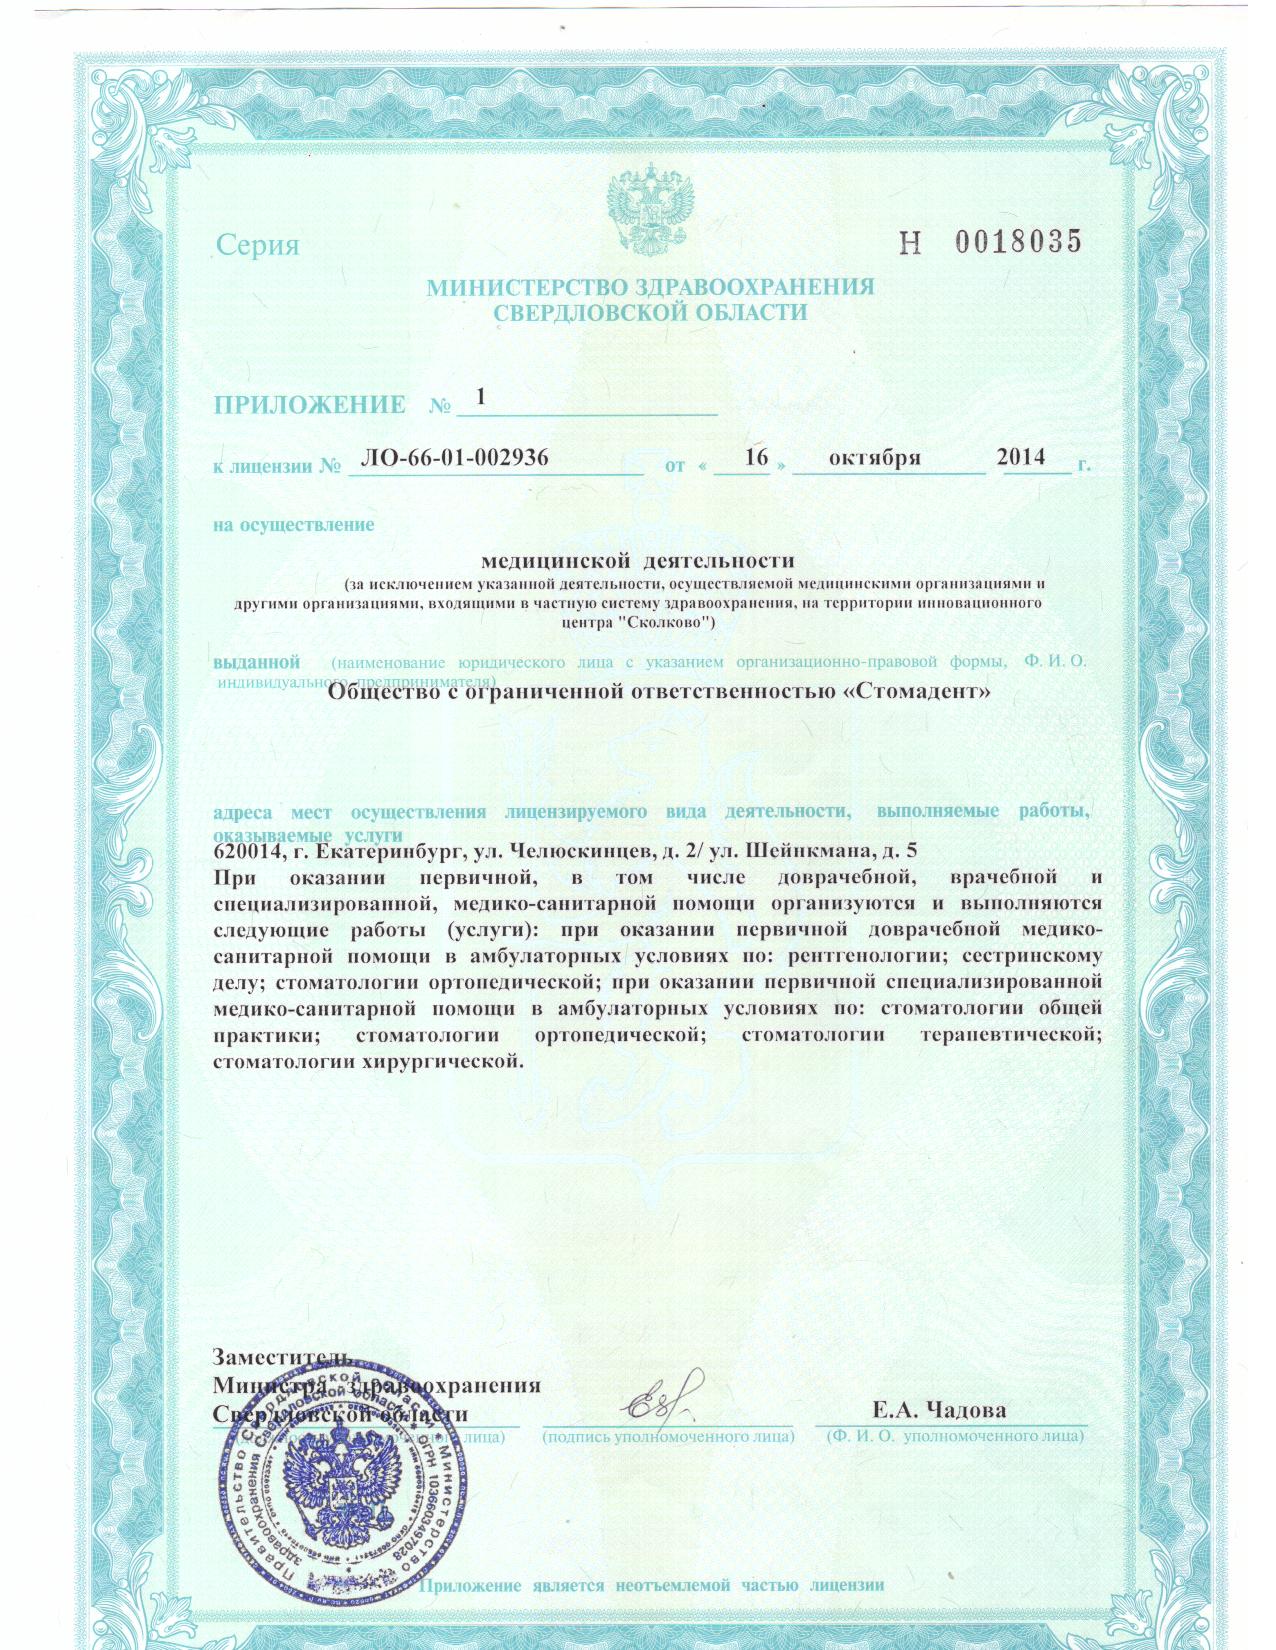 Серия
Н 0018035
МИНИСТЕРСТВО ЗДРАВООХРАНЕНИЯ
СВЕРДЛОВСКОЙ ОБЛАСТИ
ПРИЛОЖЕНИЕ № 1
к лицензии № ЛО-66-01-002936 от « 16 » октября 2014 г.
на осуществление
медицинской деятельности
(за исключением указанной деятельности, осуществляемой медицинскими организациями и
другими организациями, входящими в частную систему здравоохранения, на территории инновационного
центра "Сколково")
выданной (наименование юридического лица с указанием организационно-правовой формы, Ф. И. О.
индивидуального предпринимателя)
Общество с ограниченной ответственностью «Стомадент»
адреса мест осуществления лицензируемого вида деятельности, выполняемые работы,
оказываемые услуги
620014, г. Екатеринбург, ул. Челюскинцев, д. 2/ ул. Шейнкмана, д. 5
При оказании первичной, в том числе доврачебной, врачебной и
специализированной, медико-санитарной помощи организуются и выполняются
следующие работы (услуги): при оказании первичной доврачебной медико-
санитарной помощи в амбулаторных условиях по: рентгенологии; сестринскому
делу; стоматологии ортопедической; при оказании первичной специализированной
медико-санитарной помощи в амбулаторных условиях по: стоматологии общей
практики; стоматологии ортопедической; стоматологии терапевтической;
стоматологии хирургической.
Заместитель
Министра здравоохранения
Свердловской области
Е.А. Чадова
лица)
(подпись уполномоченного лица)
(Ф. И. О. уполномоченного лица)
Правительство Свердловской области * Министерство
здравоохранения Свердловской области * ОГРН 1036603497028
Приложение является неотъемлемой частью лицензии